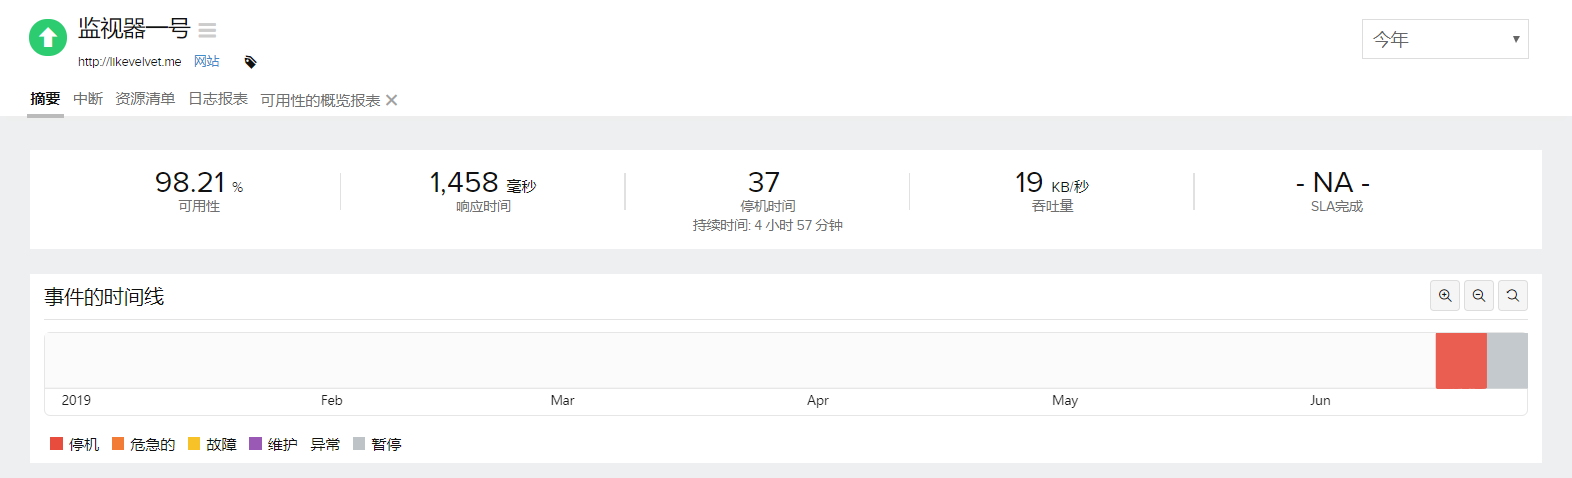 监视器一号
今年
http://likevelvet.me 网站
摘要 中断 资源清单 日志报表 可用性的概览报表
98.21 % 1,458 毫秒 37 19 KB/秒 - NA -
可用性 响应时间 停机时间 吞吐量 SLA完成
持续时间: 4 小时 57 分钟
事件的时间线
2019 Feb Mar Apr May Jun
停机 危急的 故障 维护 异常 暂停